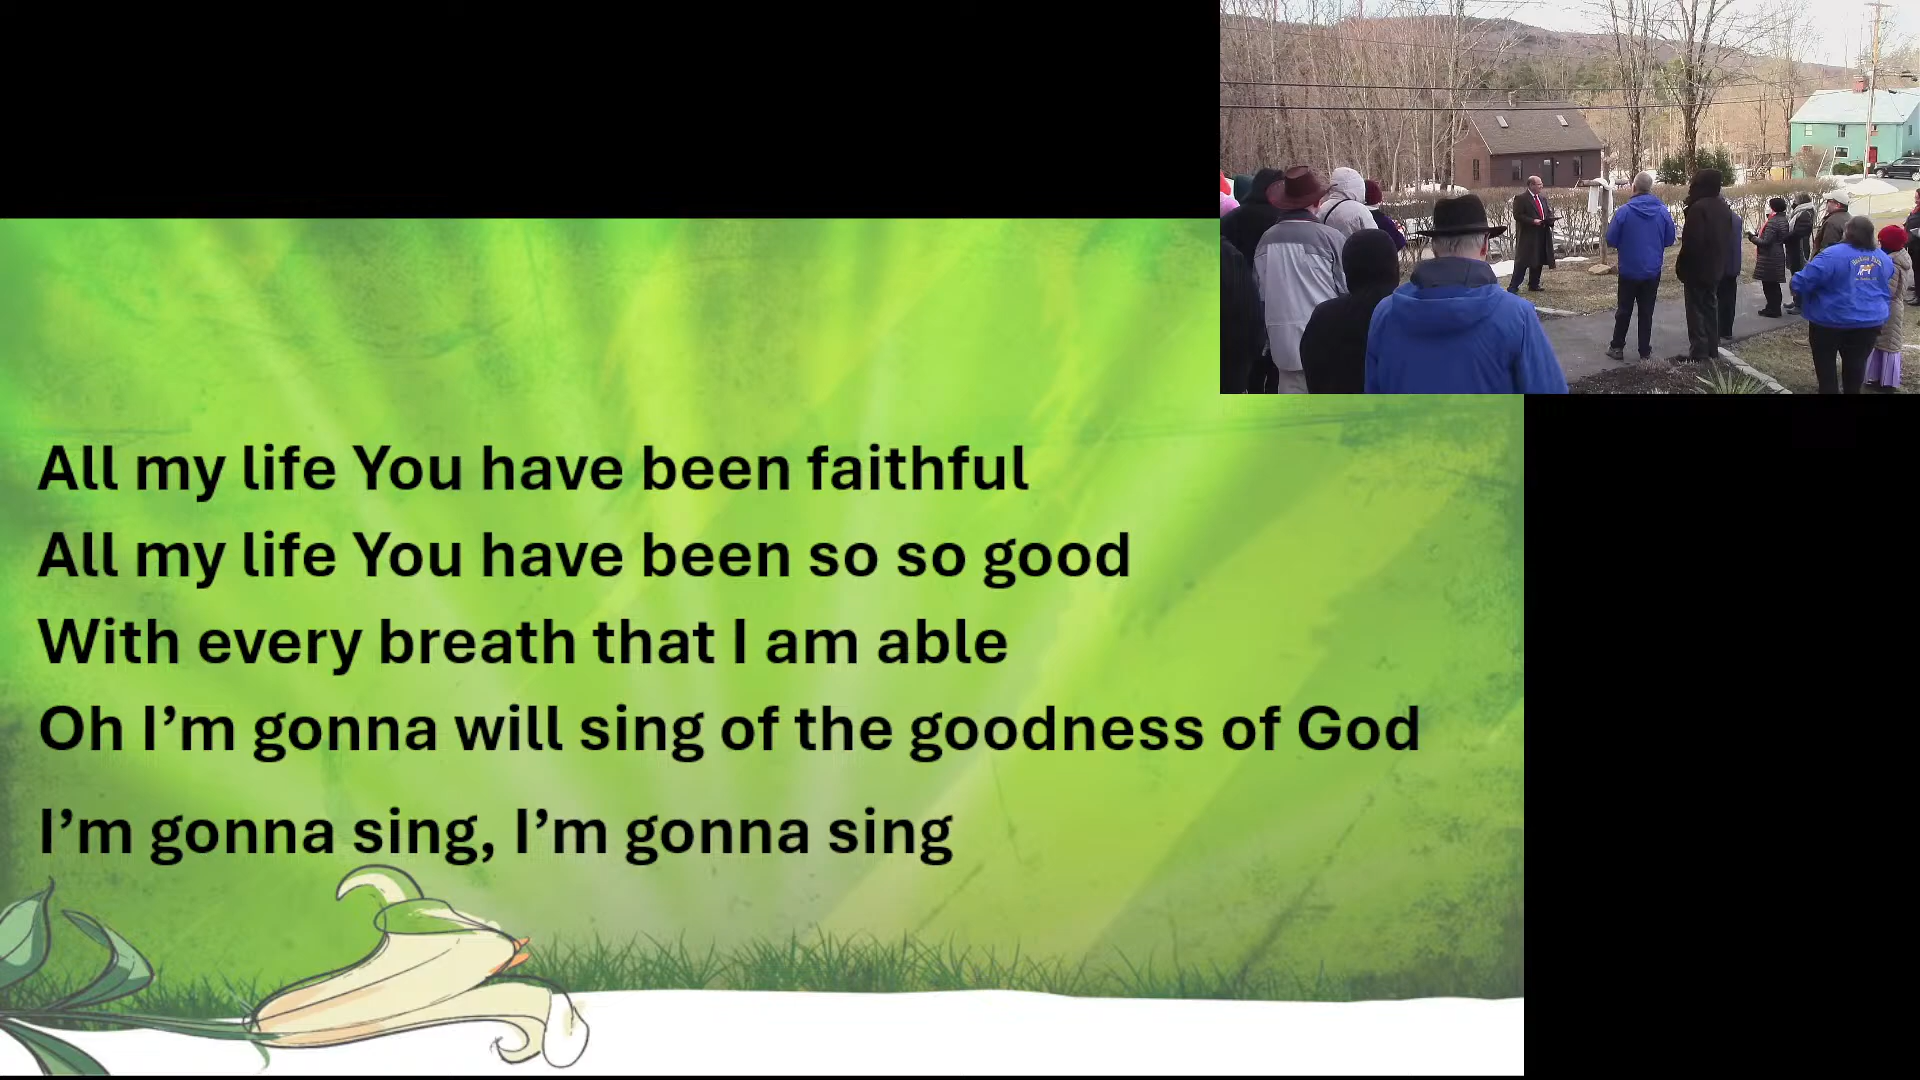 All my life You have been faithful
All my life You have been so so good
With every breath that I am able
Oh I’m gonna will sing of the goodness of God
I’m gonna sing, I’m gonna sing